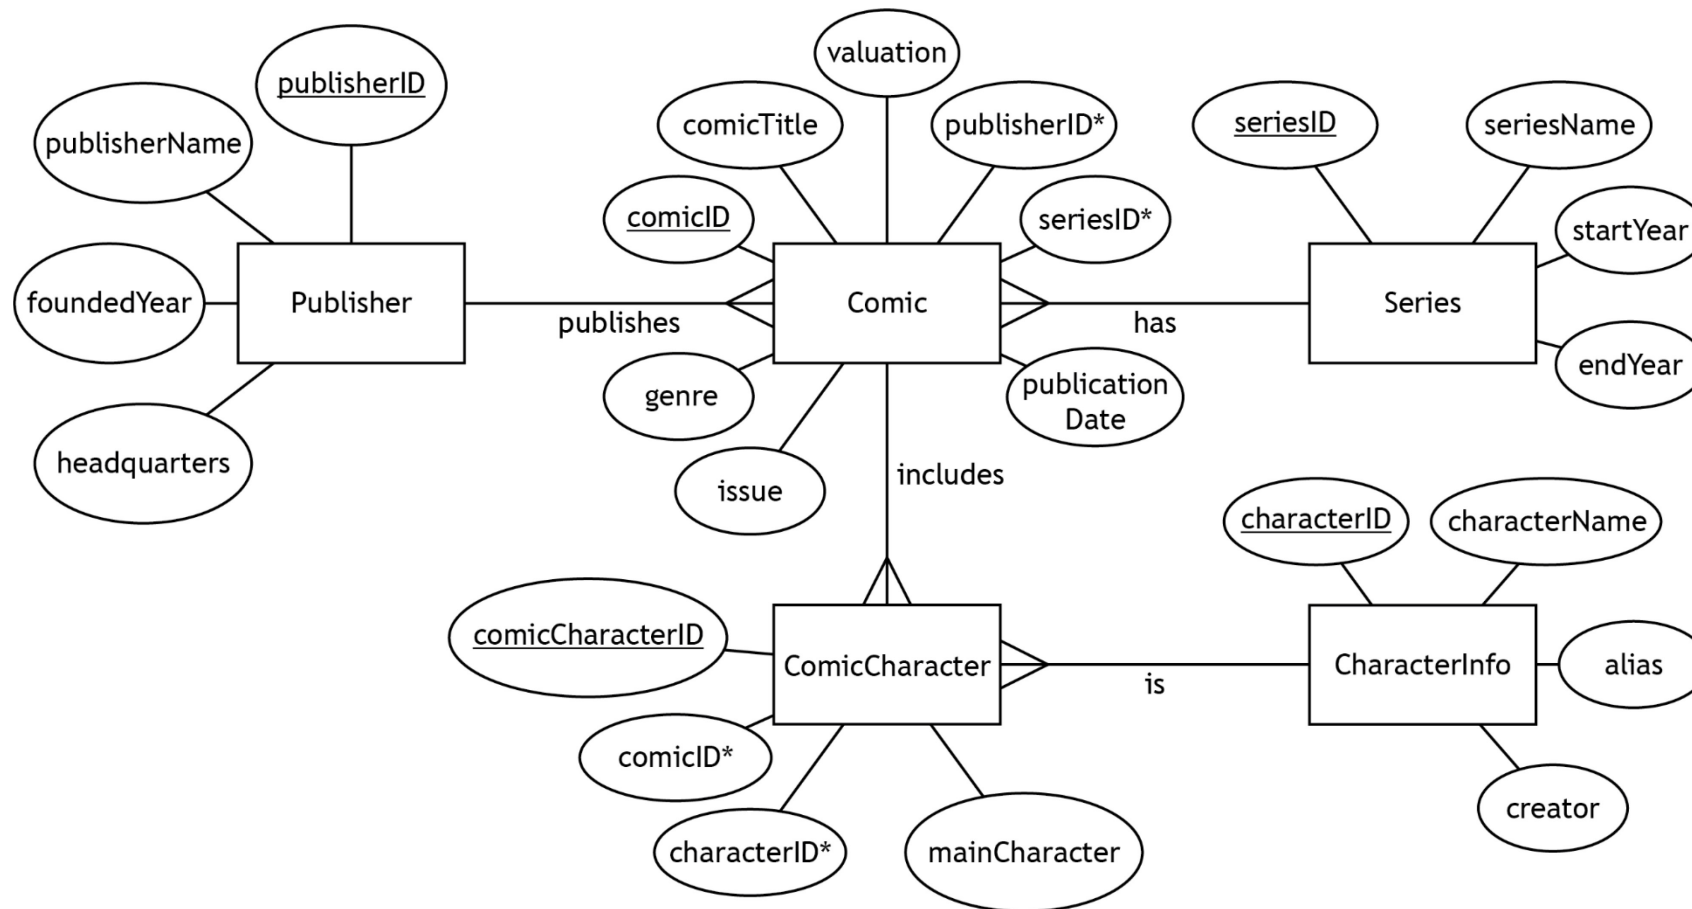 valuation
publisherID
comicTitle
publisherID*
seriesID
seriesName
publisherName
comicID
seriesID*
startYear
foundedYear
Publisher
publishes
Comic
has
Series
endYear
genre
publication
Date
headquarters
issue
includes
characterID
characterName
comicCharacterID
ComicCharacter
is
CharacterInfo
alias
comicID*
characterID*
mainCharacter
creator